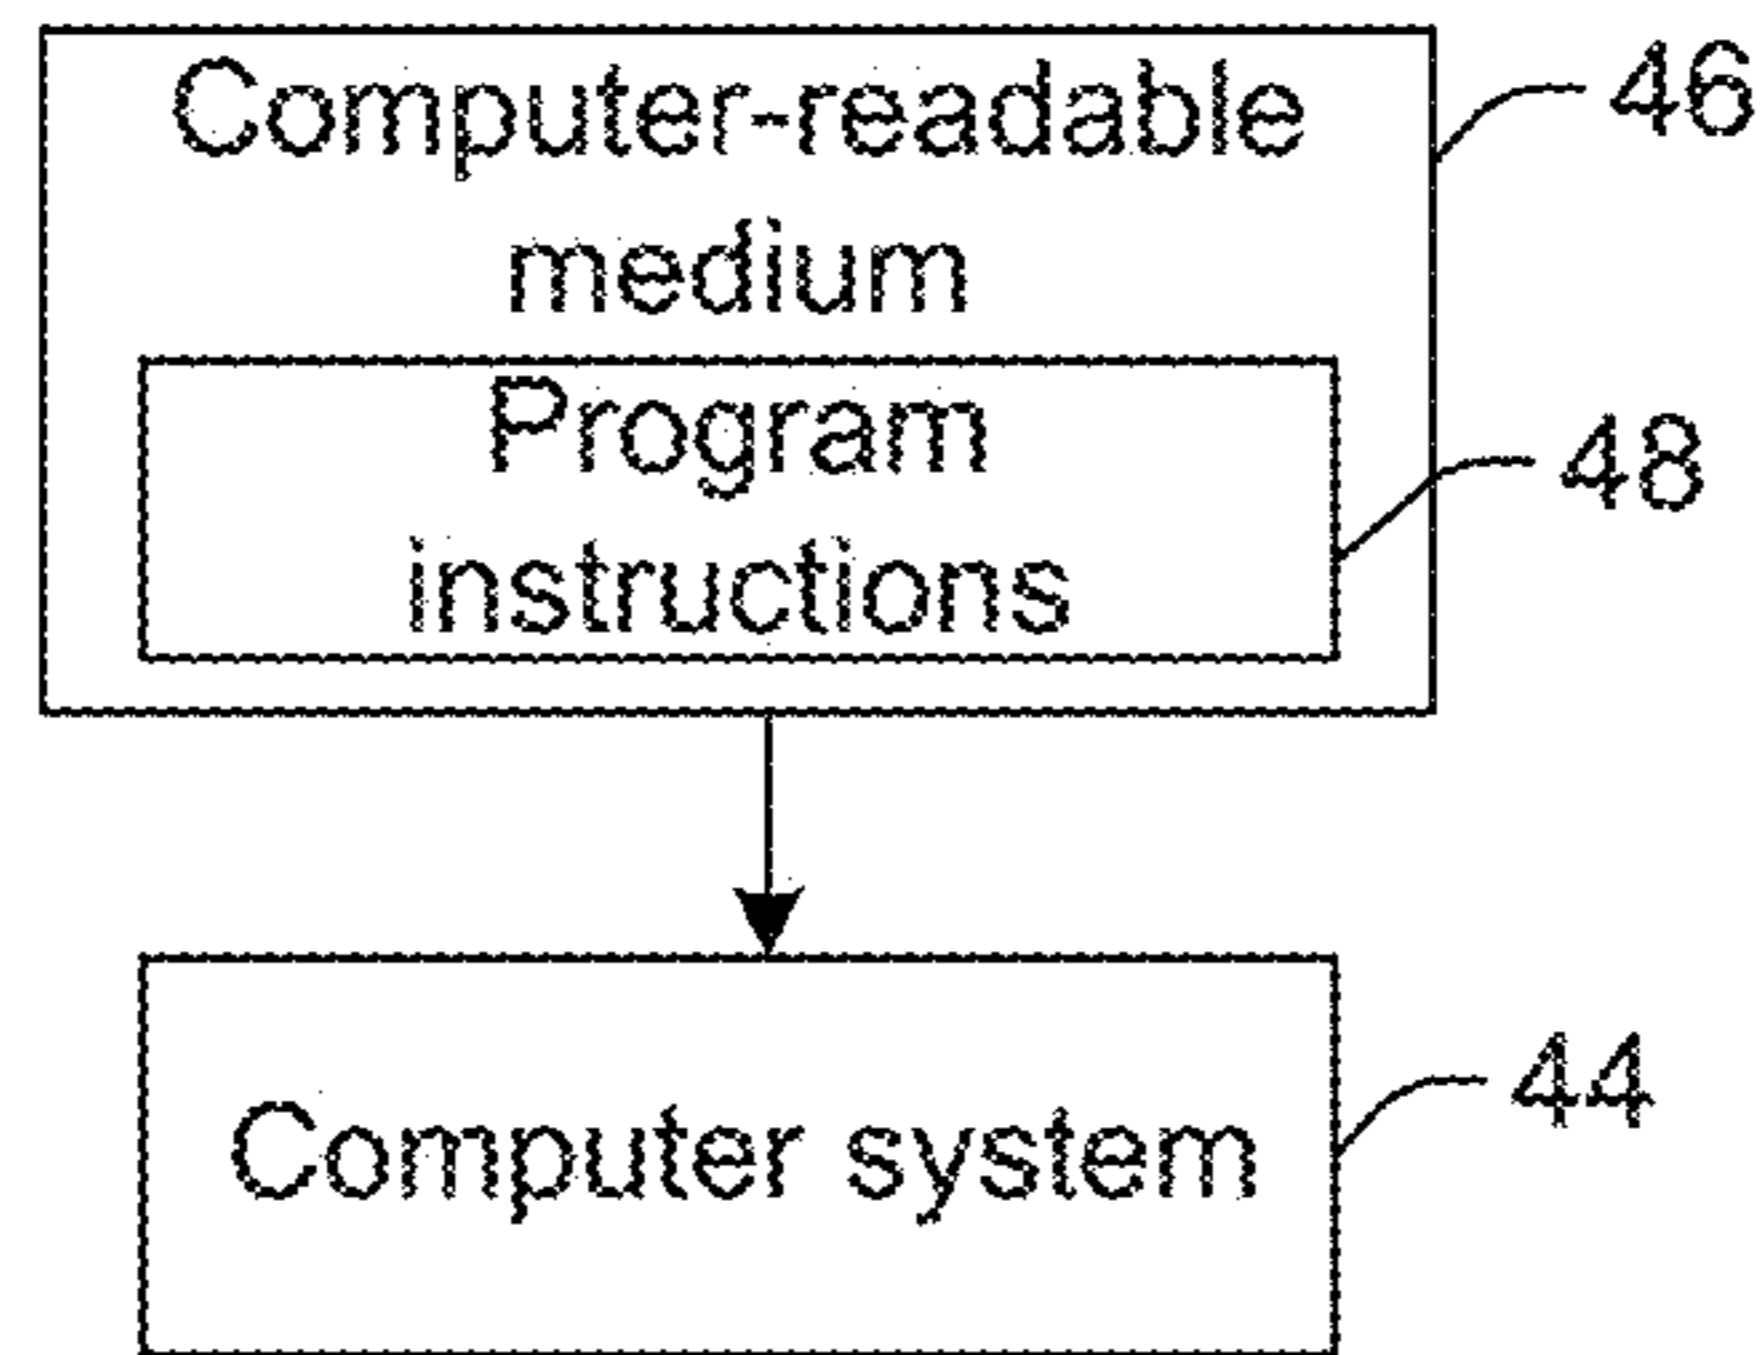 Computer-readable
medium
46
Program
instructions
48
Computer system
44